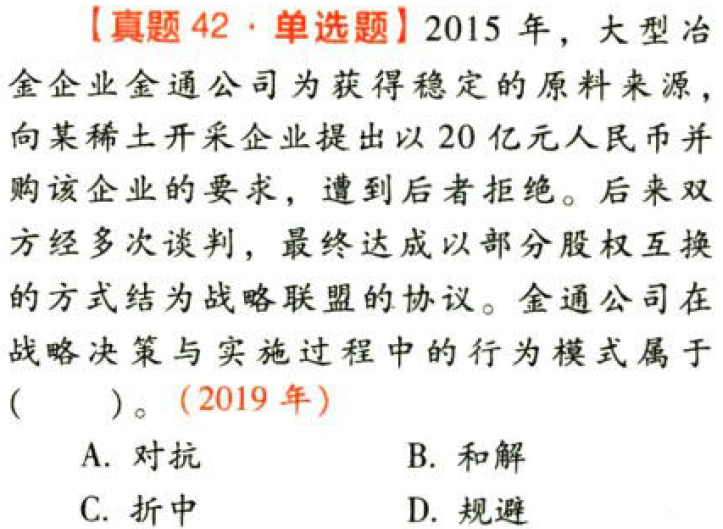 【真题 42 · 单选题】2015 年，大型冶
金企业金通公司为获得稳定的原料来源，
向某稀土开采企业提出以 20 亿元人民币并
购该企业的要求，遭到后者拒绝。后来双
方经多次谈判，最终达成以部分股权互换
的方式结为战略联盟的协议。金通公司在
战略决策与实施过程中的行为模式属于
(　　)。（2019 年）
A. 对抗　　B. 和解
C. 折中　　D. 规避